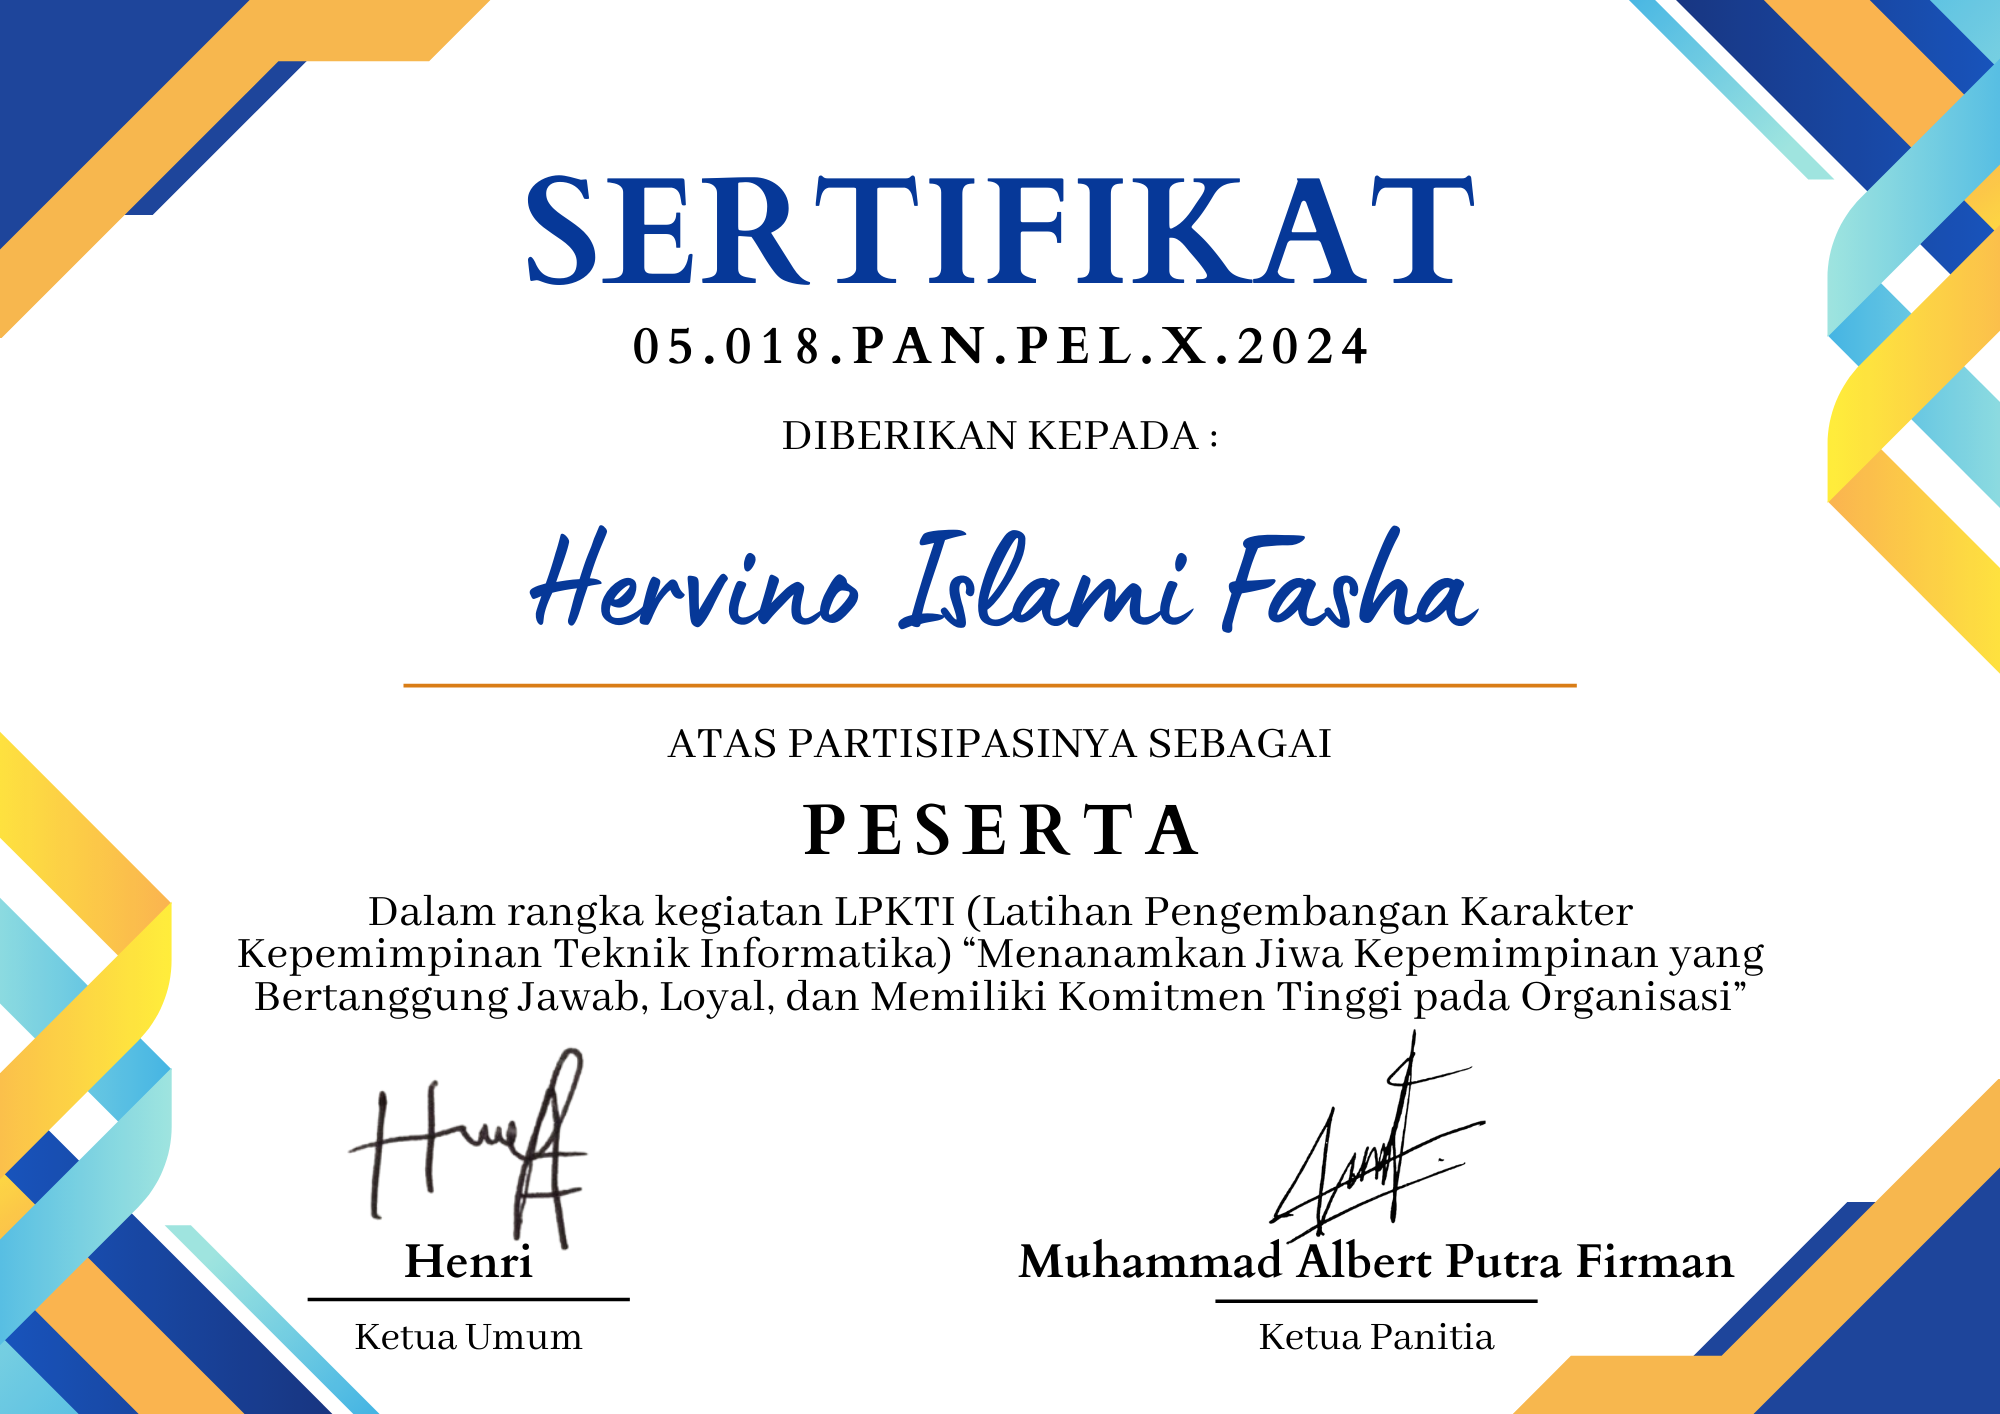 SERTIFIKAT
05.018.PAN.PEL.X.2024
DIBERIKAN KEPADA :
Hervino Islami Fasha
ATAS PARTISIPASINYA SEBAGAI
PESERTA
Dalam rangka kegiatan LPKTI (Latihan Pengembangan Karakter
Kepemimpinan Teknik Informatika) “Menanamkan Jiwa Kepemimpinan yang
Bertanggung Jawab, Loyal, dan Memiliki Komitmen Tinggi pada Organisasi”
Henri
Ketua Umum
Muhammad Albert Putra Firman
Ketua Panitia